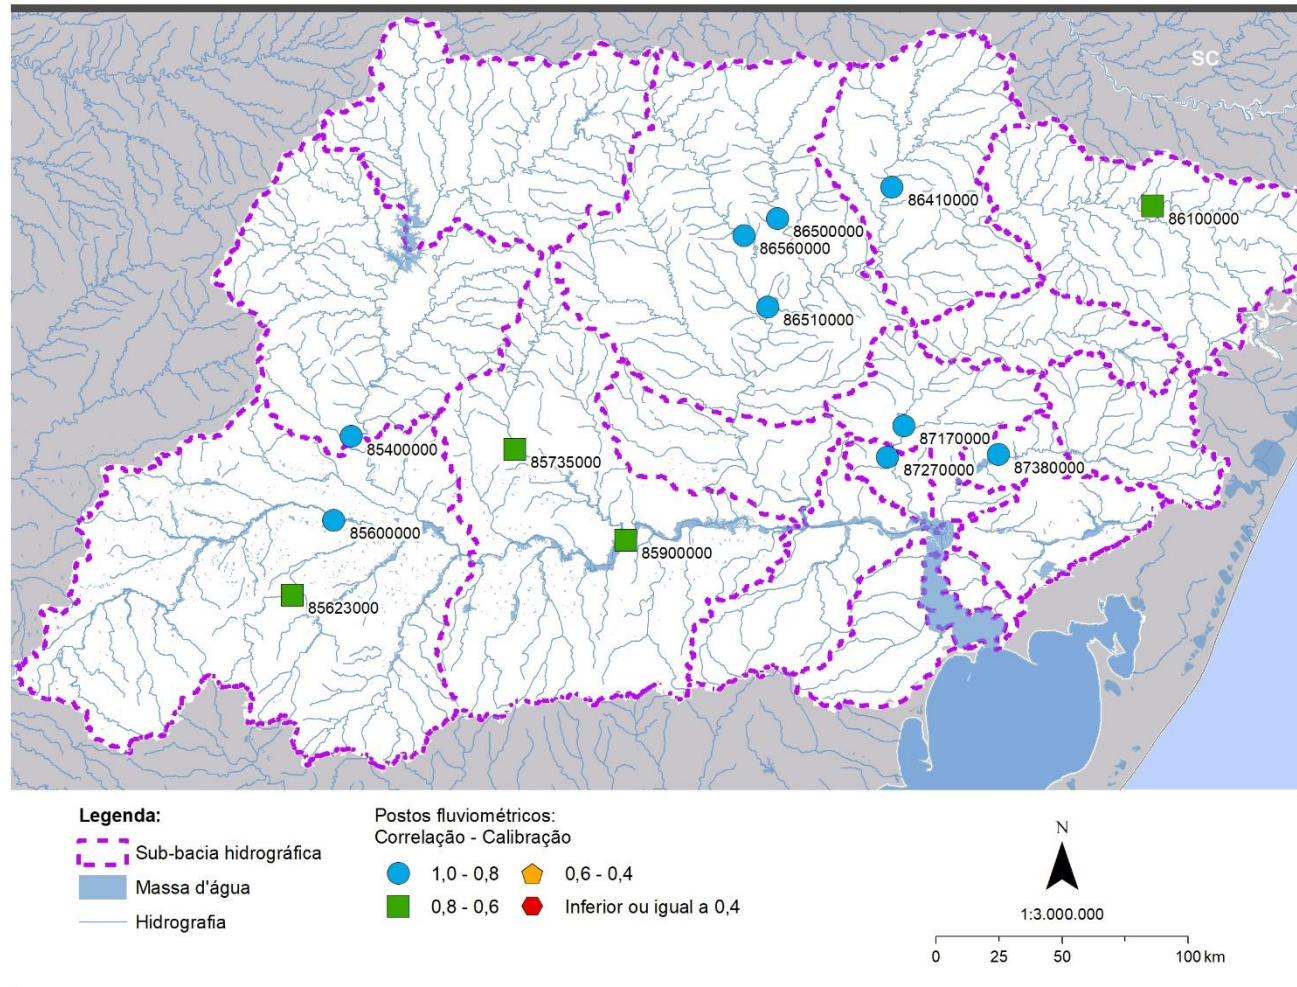 SC
86410000
86100000
86500000
86560000
86510000
87170000
85400000
85735000
87270000
87380000
85600000
85900000
85623000
Legenda:
Sub-bacia hidrográfica
Massa d'água
Hidrografia
Postos fluviométricos:
Correlação - Calibração
1,0 - 0,8
0,6 - 0,4
0,8 - 0,6
Inferior ou igual a 0,4
N
1:3.000.000
0 25 50 100 km